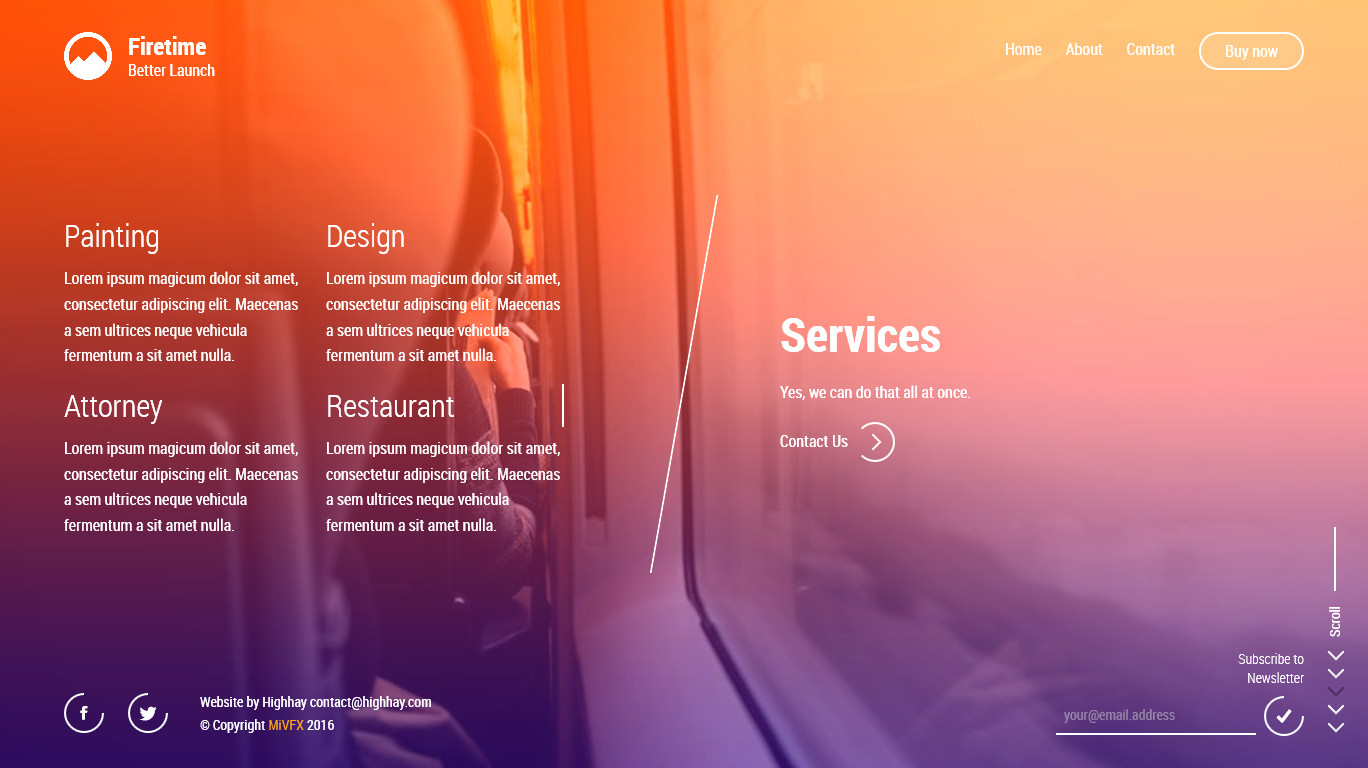 Firetime
Better Launch
Home
About
Contact
Buy now
Painting
Lorem ipsum magicum dolor sit amet,
consectetur adipiscing elit. Maecenas
a sem ultrices neque vehicula
fermentum a sit amet nulla.
Design
Lorem ipsum magicum dolor sit amet,
consectetur adipiscing elit. Maecenas
a sem ultrices neque vehicula
fermentum a sit amet nulla.
Attorney
Lorem ipsum magicum dolor sit amet,
consectetur adipiscing elit. Maecenas
a sem ultrices neque vehicula
fermentum a sit amet nulla.
Restaurant
Lorem ipsum magicum dolor sit amet,
consectetur adipiscing elit. Maecenas
a sem ultrices neque vehicula
fermentum a sit amet nulla.
Services
Yes, we can do that all at once.
Contact Us
Scroll
Subscribe to
Newsletter
your@email.address
Website by Highhay contact@highhay.com
© Copyright MiVFX 2016